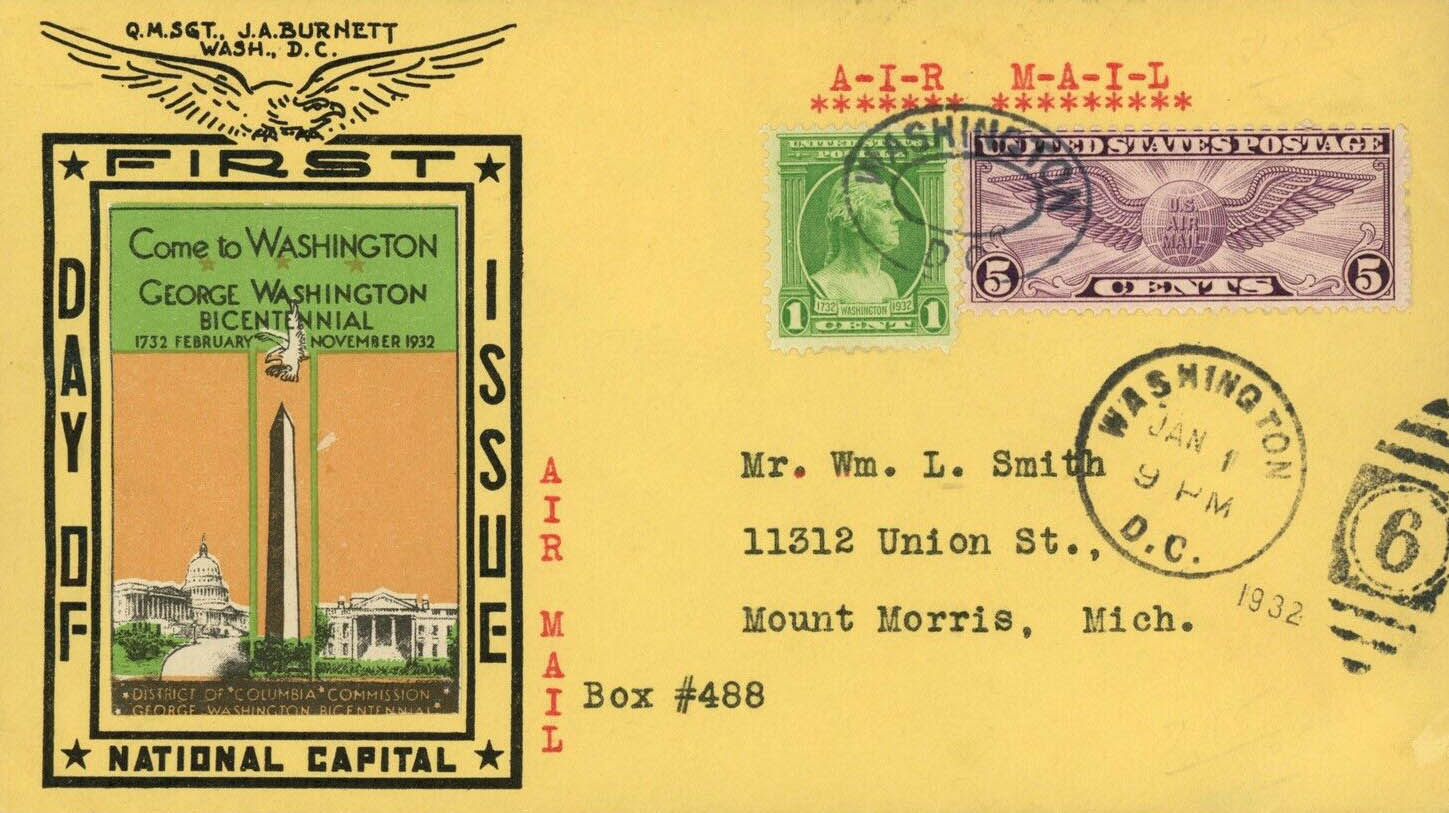 Q.M.SGT., J.A.BURNETT
WASH., D.C.
FIRST
DAY OF
ISSUE
NATIONAL CAPITAL
Come to WASHINGTON
GEORGE WASHINGTON
BICENTENNIAL
1732 FEBRUARY NOVEMBER 1932
DISTRICT OF COLUMBIA COMMISSION
GEORGE WASHINGTON BICENTENNIAL
AIR MAIL
A-I-R M-A-I-L
******* *********
UNITED STATES
POSTAGE
1732 WASHINGTON 1932
1 CENT 1
WASHINGTON
D.C.
UNITED STATES POSTAGE
U.S.
AIR
MAIL
5 CENTS 5
WASHINGTON
JAN 1
9 PM
D.C.
1932
6
Mr. Wm. L. Smith
11312 Union St.,
Mount Morris, Mich.
Box #488